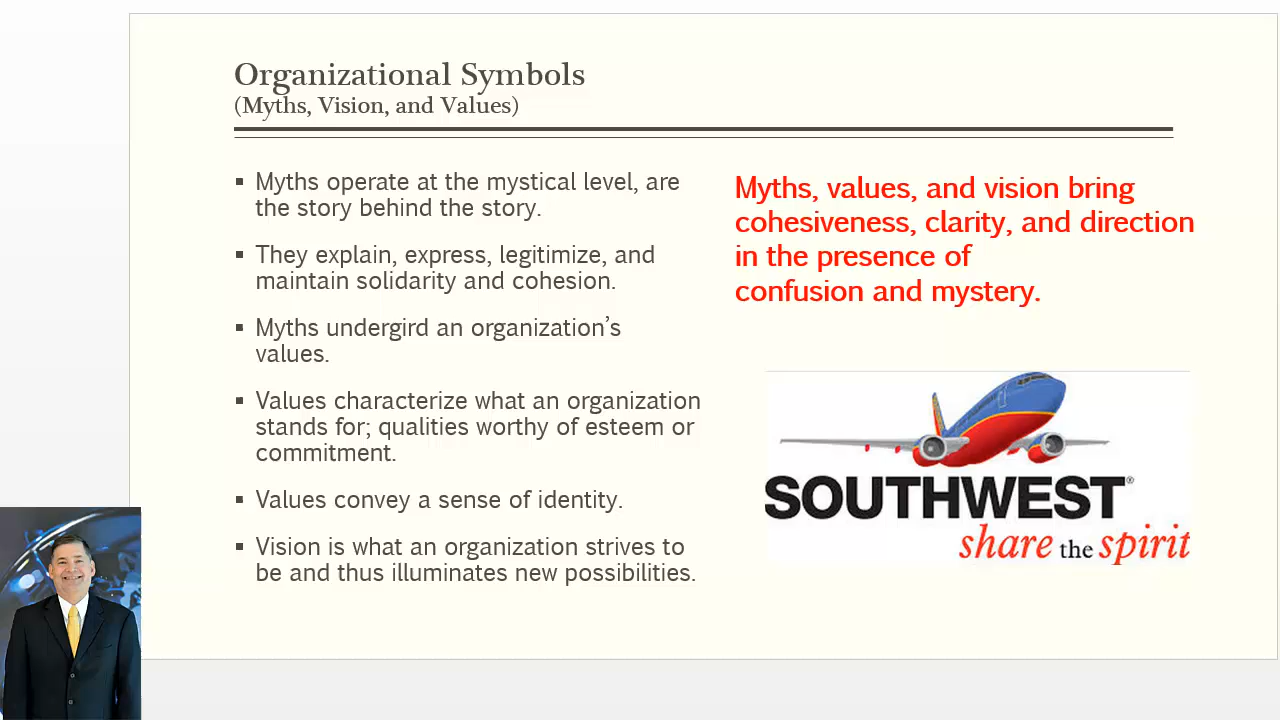 Organizational Symbols
(Myths, Vision, and Values)
▪ Myths operate at the mystical level, are
the story behind the story.
▪ They explain, express, legitimize, and
maintain solidarity and cohesion.
▪ Myths undergird an organization’s
values.
▪ Values characterize what an organization
stands for; qualities worthy of esteem or
commitment.
▪ Values convey a sense of identity.
▪ Vision is what an organization strives to
be and thus illuminates new possibilities.
Myths, values, and vision bring
cohesiveness, clarity, and direction
in the presence of
confusion and mystery.
SOUTHWEST®
share the spirit